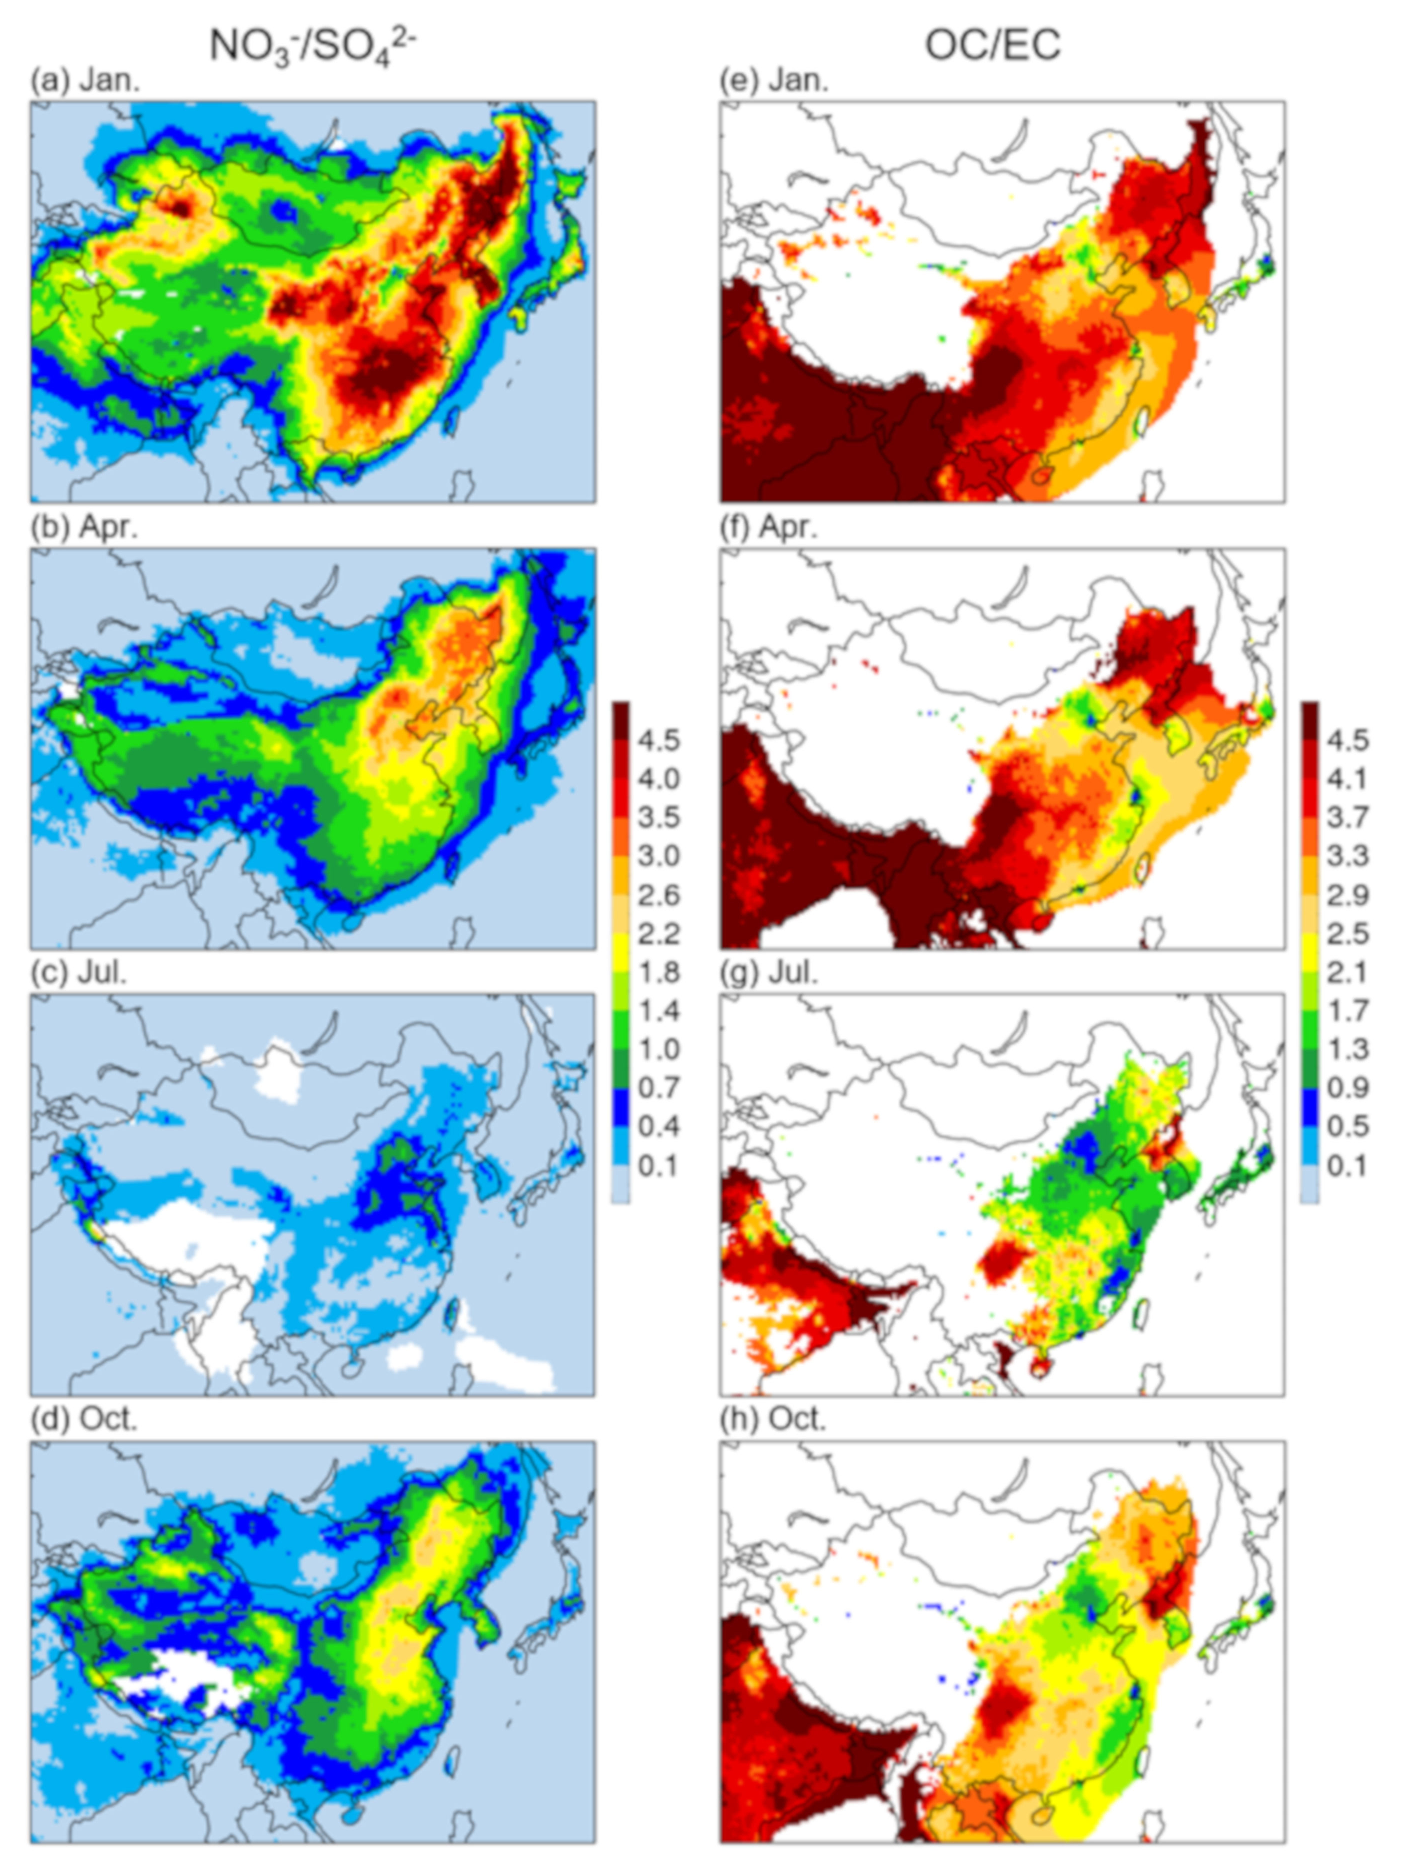 NO₃⁻/SO₄²⁻
OC/EC
(a) Jan.
(e) Jan.
(b) Apr.
(f) Apr.
4.5
4.0
3.5
3.0
2.6
2.2
1.8
1.4
1.0
0.7
0.4
0.1
4.5
4.1
3.7
3.3
2.9
2.5
2.1
1.7
1.3
0.9
0.5
0.1
(c) Jul.
(g) Jul.
(d) Oct.
(h) Oct.